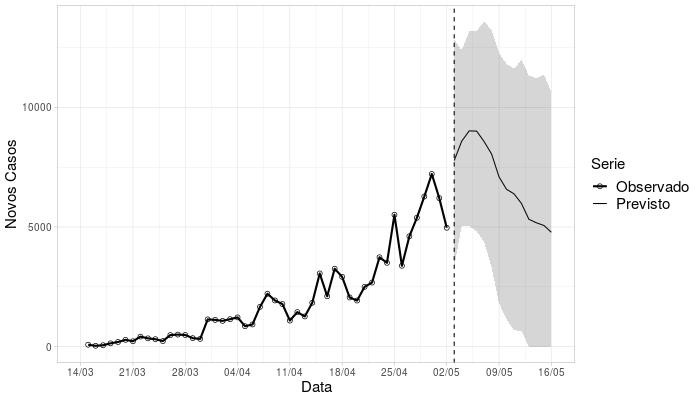 Novos Casos
10000
5000
0
14/03 21/03 28/03 04/04 11/04 18/04 25/04 02/05 09/05 16/05
Data
Serie
Observado
Previsto